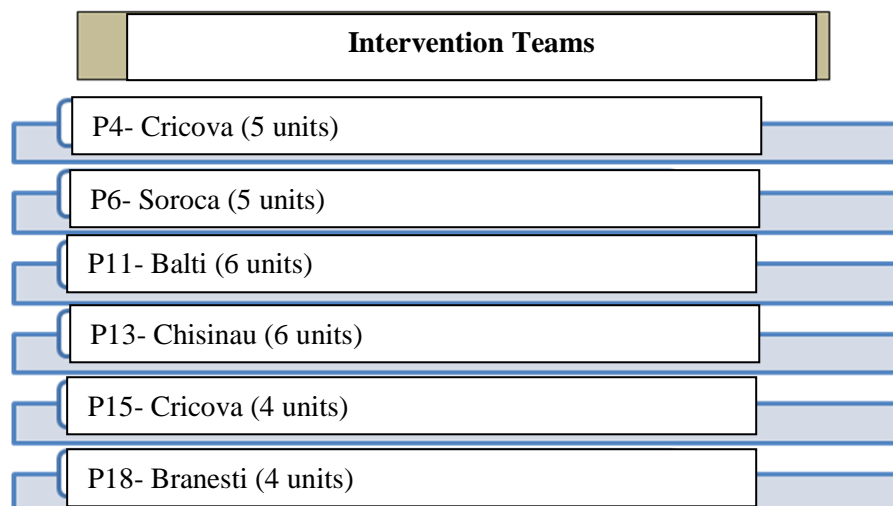 Intervention Teams
P4- Cricova (5 units)
P6- Soroca (5 units)
P11- Balti (6 units)
P13- Chisinau (6 units)
P15- Cricova (4 units)
P18- Branesti (4 units)